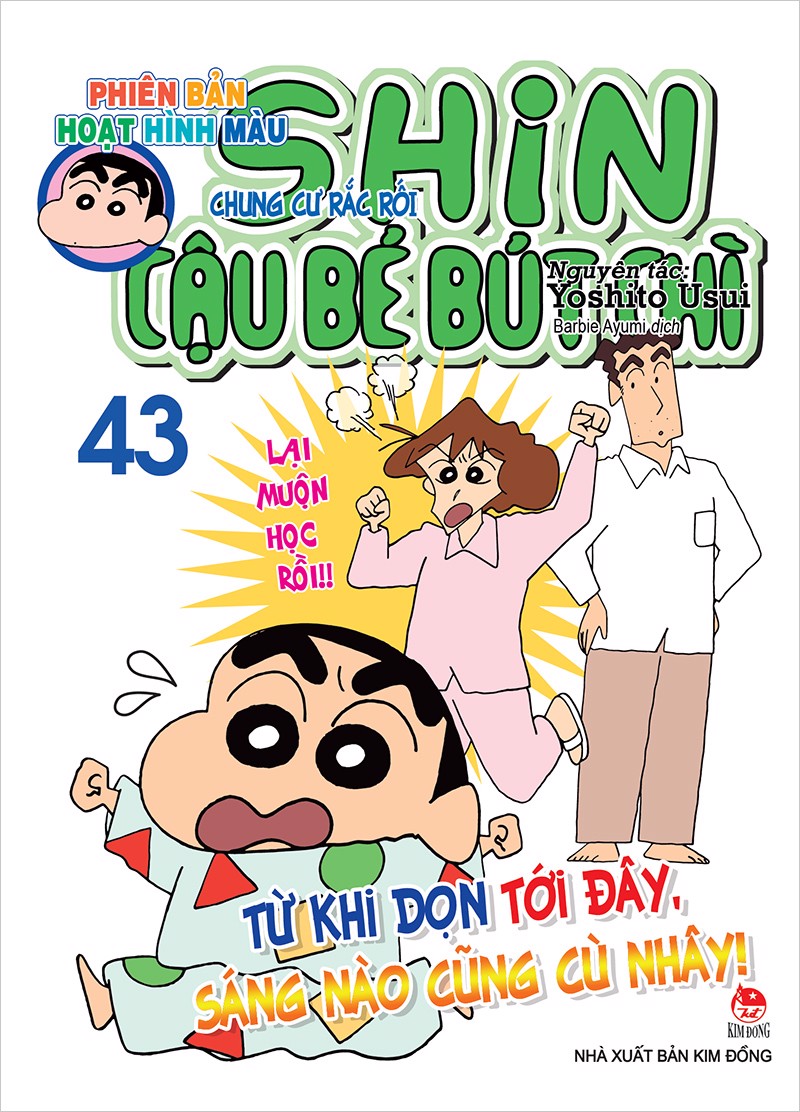 PHIÊN BẢN
HOẠT HÌNH MÀU
SHiN
CHUNG CƯ RẮC RỐI
CẬU BÉ BÚT CHÌ
Nguyên tác:
Yoshito Usui
Barbie Ayumi dịch
43
LẠI
MUỘN
HỌC
RỒI!!
TỪ KHi DỌN TỚI ĐÂY,
SÁNG NÀO CŨNG CÙ NHÂY!
KIM ĐỒNG
NHÀ XUẤT BẢN KIM ĐỒNG